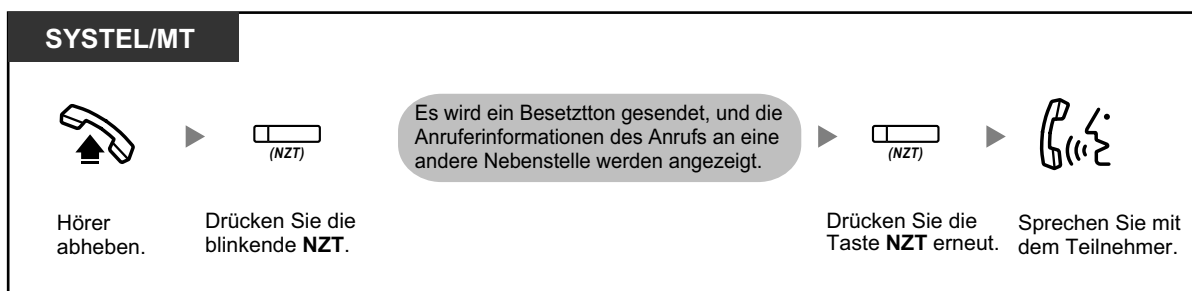 SYSTEL/MT
Es wird ein Besetztton gesendet, und die
Anruferinformationen des Anrufs an eine
andere Nebenstelle werden angezeigt.
(NZT)
(NZT)
Hörer
abheben.
Drücken Sie die
blinkende NZT.
Drücken Sie die
Taste NZT erneut.
Sprechen Sie mit
dem Teilnehmer.